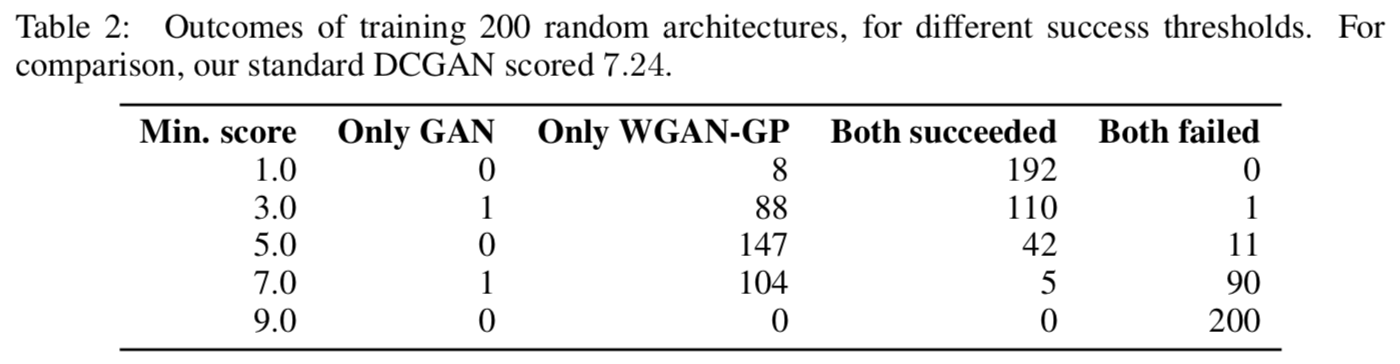 Table 2: Outcomes of training 200 random architectures, for different success thresholds. For
comparison, our standard DCGAN scored 7.24.
Min. score Only GAN Only WGAN-GP Both succeeded Both failed
1.0 0 8 192 0
3.0 1 88 110 1
5.0 0 147 42 11
7.0 1 104 5 90
9.0 0 0 0 200